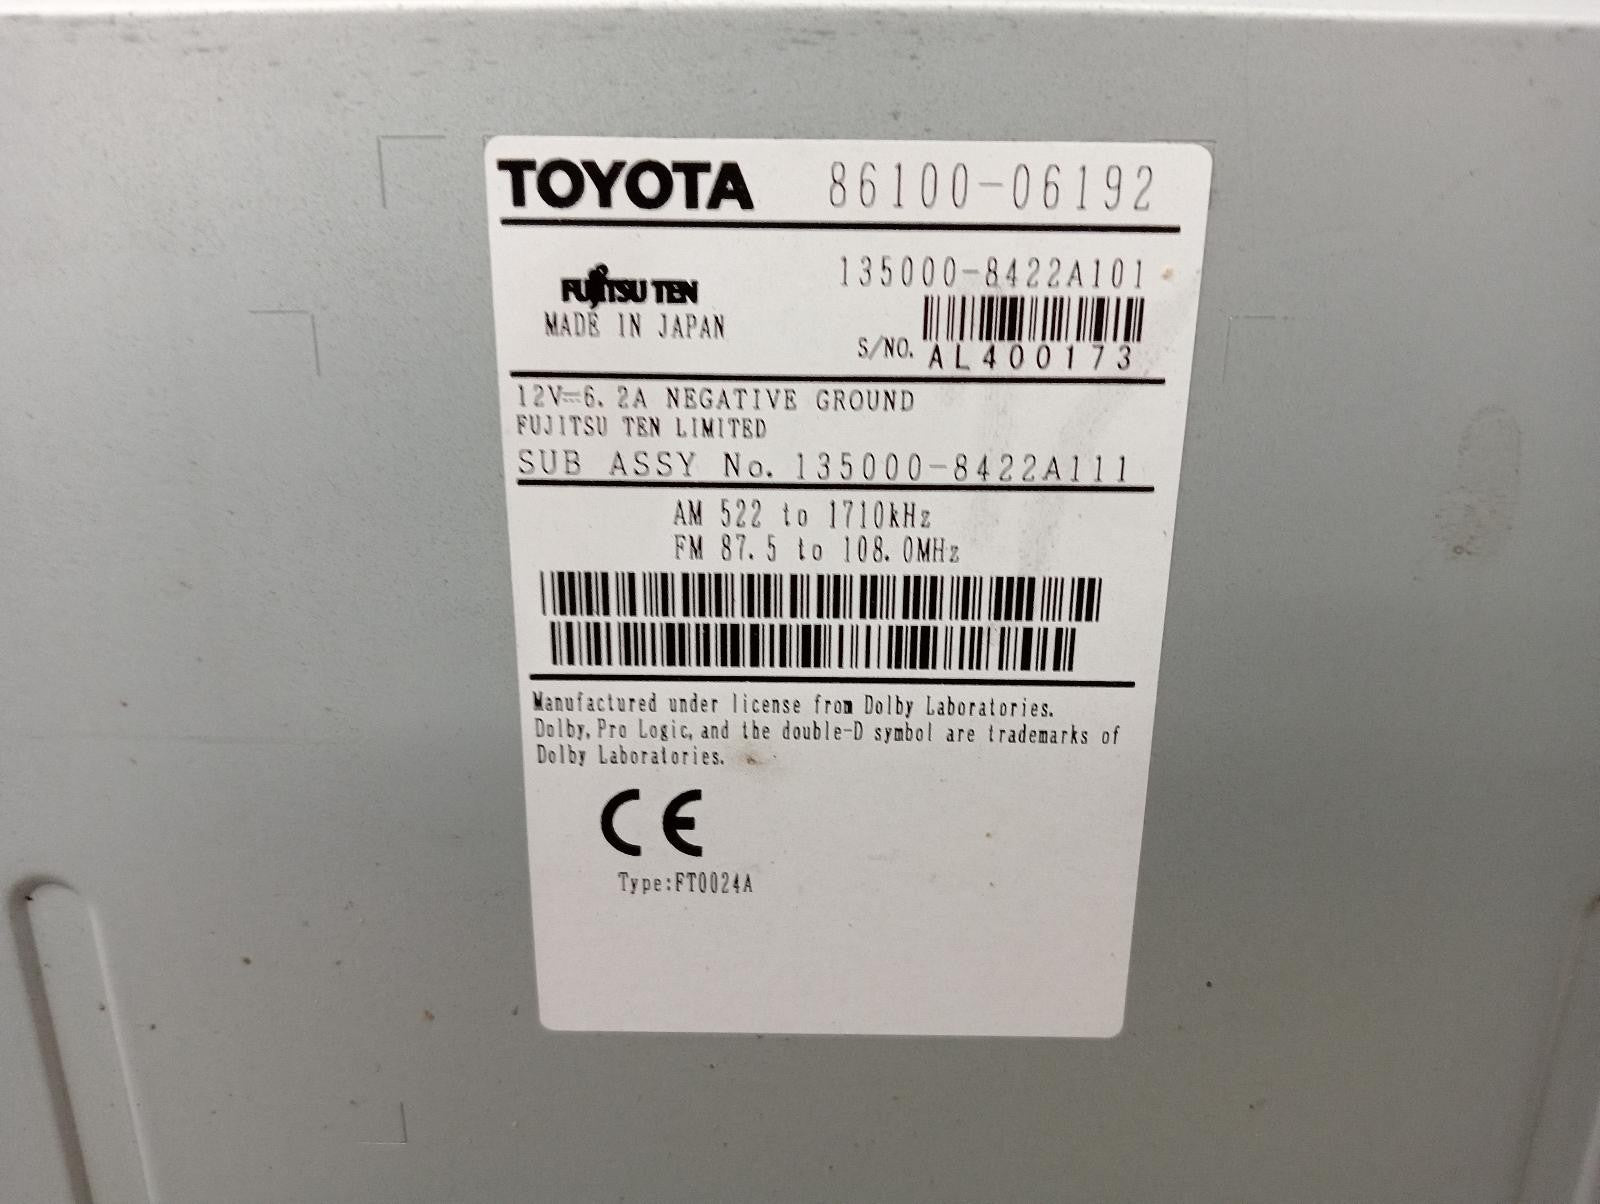 TOYOTA 86100-06192
135000-8422A101
FUJITSU TEN
MADE IN JAPAN
S/NO. AL400173
12V⎓6.2A NEGATIVE GROUND
FUJITSU TEN LIMITED
SUB ASSY No. 135000-8422A111
AM 522 to 1710kHz
FM 87.5 to 108.0MHz
Manufactured under license from Dolby Laboratories.
Dolby, Pro Logic, and the double-D symbol are trademarks of
Dolby Laboratories.
CE
Type:FT0024A